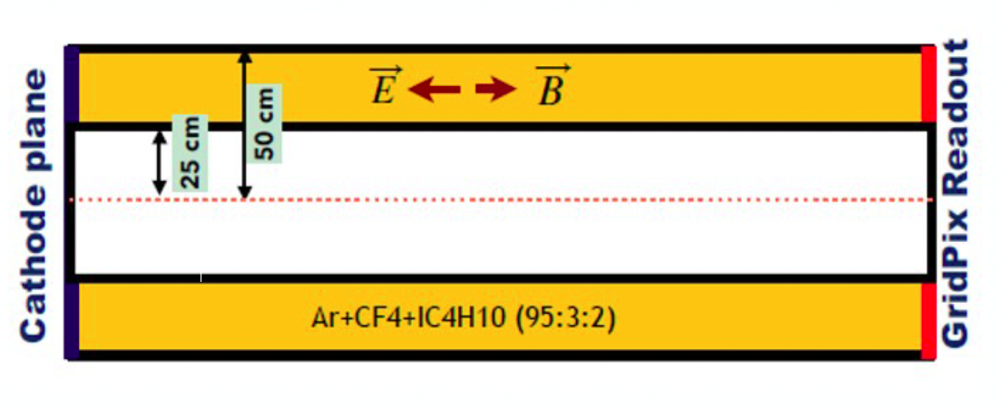 Cathode plane
25 cm
50 cm
E B
Ar+CF4+IC4H10 (95:3:2)
GridPix Readout